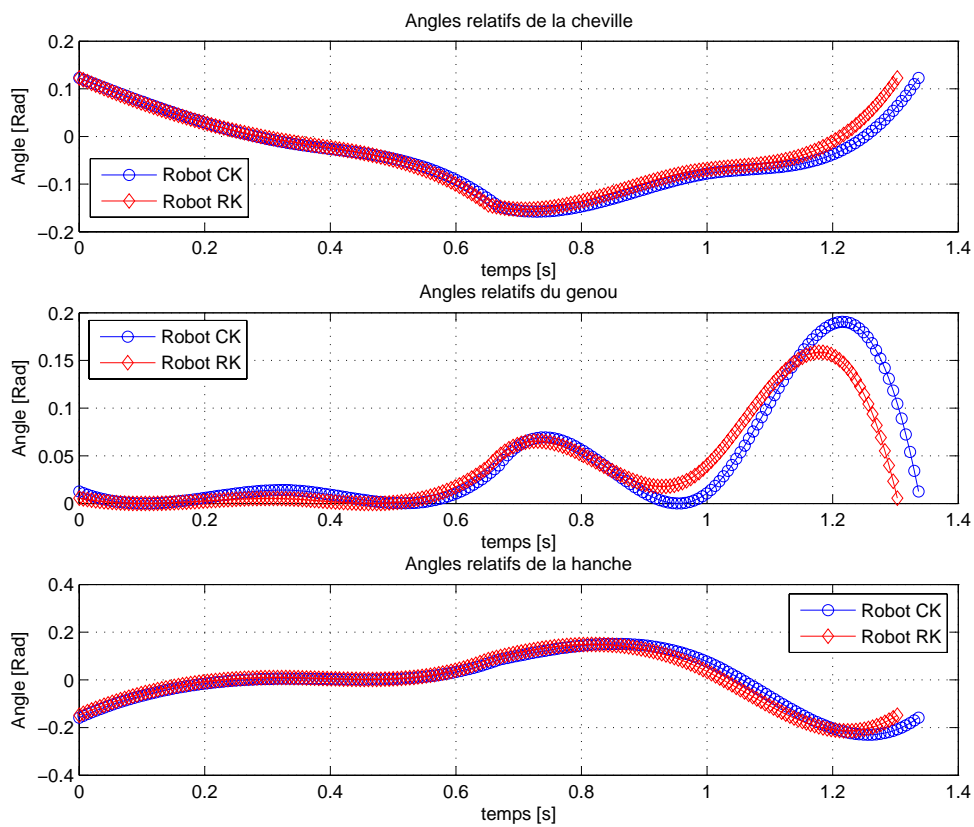 Angles relatifs de la cheville
0.2
0.1
0
−0.1
−0.2
Angle [Rad]
Robot CK
Robot RK
0 0.2 0.4 0.6 0.8 1 1.2 1.4
temps [s]
Angles relatifs du genou
0.2
0.15
0.1
0.05
0
Angle [Rad]
Robot CK
Robot RK
0 0.2 0.4 0.6 0.8 1 1.2 1.4
temps [s]
Angles relatifs de la hanche
0.4
0.2
0
−0.2
−0.4
Angle [Rad]
Robot CK
Robot RK
0 0.2 0.4 0.6 0.8 1 1.2 1.4
temps [s]